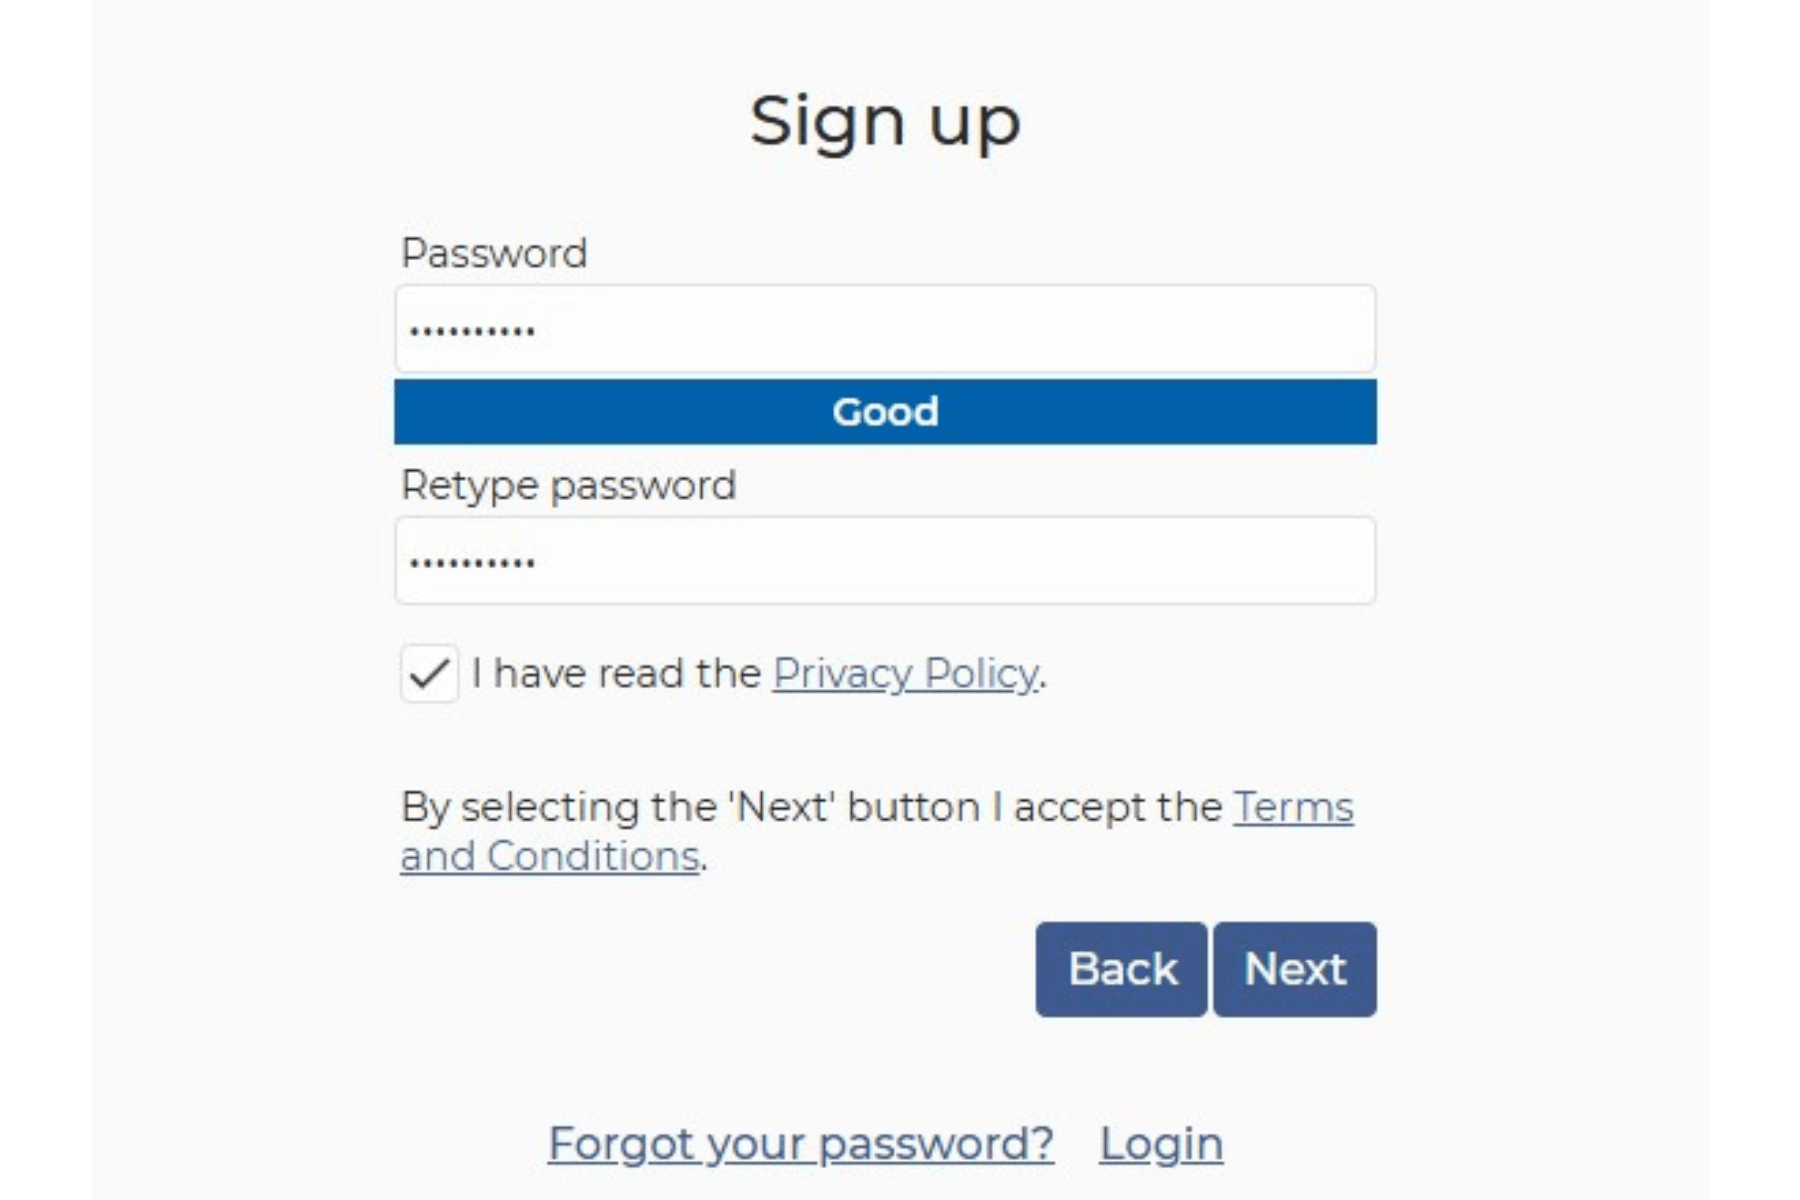 Sign up
Password
••••••••••
Good
Retype password
••••••••••
I have read the Privacy Policy.
By selecting the 'Next' button I accept the Terms
and Conditions.
Back Next
Forgot your password? Login